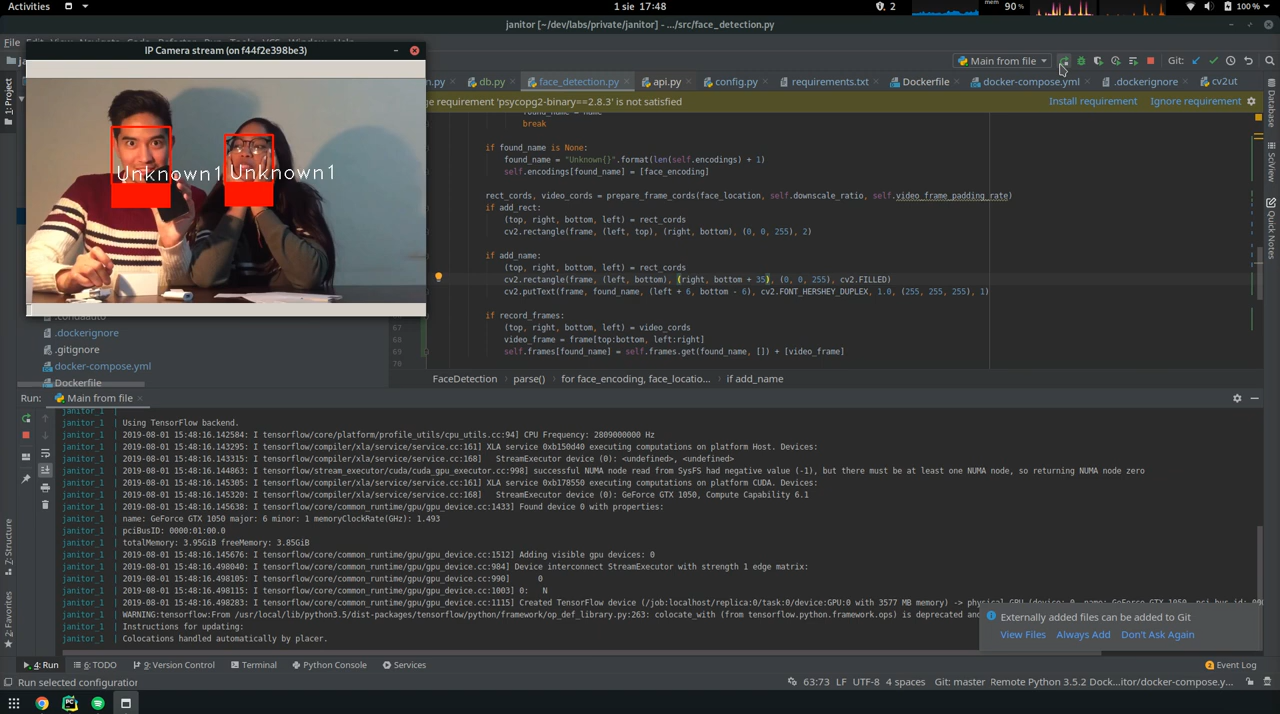 Activities
1 sie 17:48
2
mem
90 %
100 %
janitor [~/dev/labs/private/janitor] - .../src/face_detection.py
File
IP Camera stream (on f44f2e398be3)
Unknown1 Unknown1
Main from file
Git:
db.py
face_detection.py
api.py
config.py
requirements.txt
Dockerfile
docker-compose.yml
.dockerignore
cv2ut
requirement 'psycopg2-binary==2.8.3' is not satisfied
Install requirement
Ignore requirement
break
if found_name is None:
found_name = "Unknown{}".format(len(self.encodings) + 1)
self.encodings[found_name] = [face_encoding]
rect_cords, video_cords = prepare_frame_cords(face_location, self.downscale_ratio, self.video_frame_padding_rate)
if add_rect:
(top, right, bottom, left) = rect_cords
cv2.rectangle(frame, (left, top), (right, bottom), (0, 0, 255), 2)
if add_name:
(top, right, bottom, left) = rect_cords
cv2.rectangle(frame, (left, bottom), (right, bottom + 35), (0, 0, 255), cv2.FILLED)
cv2.putText(frame, found_name, (left + 6, bottom - 6), cv2.FONT_HERSHEY_DUPLEX, 1.0, (255, 255, 255), 1)
if record_frames:
67 (top, right, bottom, left) = video_cords
68 video_frame = frame[top:bottom, left:right]
69 self.frames[found_name] = self.frames.get(found_name, []) + [video_frame]
70
FaceDetection
parse()
for face_encoding, face_locatio...
if add_name
.dockerignore
.gitignore
docker-compose.yml
Dockerfile
1: Project
7: Structure
2: Favorites
Database
SciView
Quick Notes
Run:
Main from file
janitor_1 |
janitor_1 | Using TensorFlow backend.
janitor_1 | 2019-08-01 15:48:16.142584: I tensorflow/core/platform/profile_utils/cpu_utils.cc:94] CPU Frequency: 2809000000 Hz
janitor_1 | 2019-08-01 15:48:16.143295: I tensorflow/compiler/xla/service/service.cc:161] XLA service 0xb150d40 executing computations on platform Host. Devices:
janitor_1 | 2019-08-01 15:48:16.143315: I tensorflow/compiler/xla/service/service.cc:168] StreamExecutor device (0): <undefined>, <undefined>
janitor_1 | 2019-08-01 15:48:16.144863: I tensorflow/stream_executor/cuda/cuda_gpu_executor.cc:998] successful NUMA node read from SysFS had negative value (-1), but there must be at least one NUMA node, so returning NUMA node zero
janitor_1 | 2019-08-01 15:48:16.145305: I tensorflow/compiler/xla/service/service.cc:161] XLA service 0xb178550 executing computations on platform CUDA. Devices:
janitor_1 | 2019-08-01 15:48:16.145320: I tensorflow/compiler/xla/service/service.cc:168] StreamExecutor device (0): GeForce GTX 1050, Compute Capability 6.1
janitor_1 | 2019-08-01 15:48:16.145638: I tensorflow/core/common_runtime/gpu/gpu_device.cc:1433] Found device 0 with properties:
janitor_1 | name: GeForce GTX 1050 major: 6 minor: 1 memoryClockRate(GHz): 1.493
janitor_1 | pciBusID: 0000:01:00.0
janitor_1 | totalMemory: 3.95GiB freeMemory: 3.85GiB
janitor_1 | 2019-08-01 15:48:16.145676: I tensorflow/core/common_runtime/gpu/gpu_device.cc:1512] Adding visible gpu devices: 0
janitor_1 | 2019-08-01 15:48:16.498040: I tensorflow/core/common_runtime/gpu/gpu_device.cc:984] Device interconnect StreamExecutor with strength 1 edge matrix:
janitor_1 | 2019-08-01 15:48:16.498105: I tensorflow/core/common_runtime/gpu/gpu_device.cc:990] 0
janitor_1 | 2019-08-01 15:48:16.498115: I tensorflow/core/common_runtime/gpu/gpu_device.cc:1003] 0: N
janitor_1 | 2019-08-01 15:48:16.498283: I tensorflow/core/common_runtime/gpu/gpu_device.cc:1115] Created TensorFlow device (/job:localhost/replica:0/task:0/device:GPU:0 with 3577 MB memory) ->
janitor_1 | WARNING:tensorflow:From /usr/local/lib/python3.5/dist-packages/tensorflow/python/framework/op_def_library.py:263: colocate_with (from tensorflow.python.framework.ops) is deprecated
janitor_1 | Instructions for updating:
janitor_1 | Colocations handled automatically by placer.
Externally added files can be added to Git
View Files
Always Add
Don't Ask Again
4: Run
6: TODO
9: Version Control
Terminal
Python Console
Services
2 Event Log
Run selected configuration
63:73
LF
UTF-8
4 spaces
Git: master
Remote Python 3.5.2 Dock...itor/docker-compose.y...